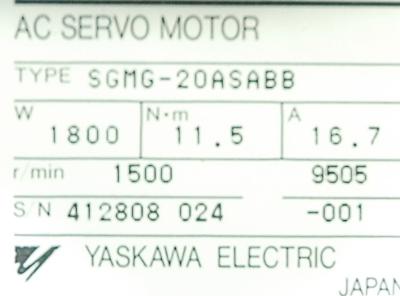 AC SERVO MOTOR
TYPE SGMG-20ASABB
W 1800 N·m 11.5 A 16.7
r/min 1500 9505
S/N 412808 024 -001
YASKAWA ELECTRIC
JAPAN